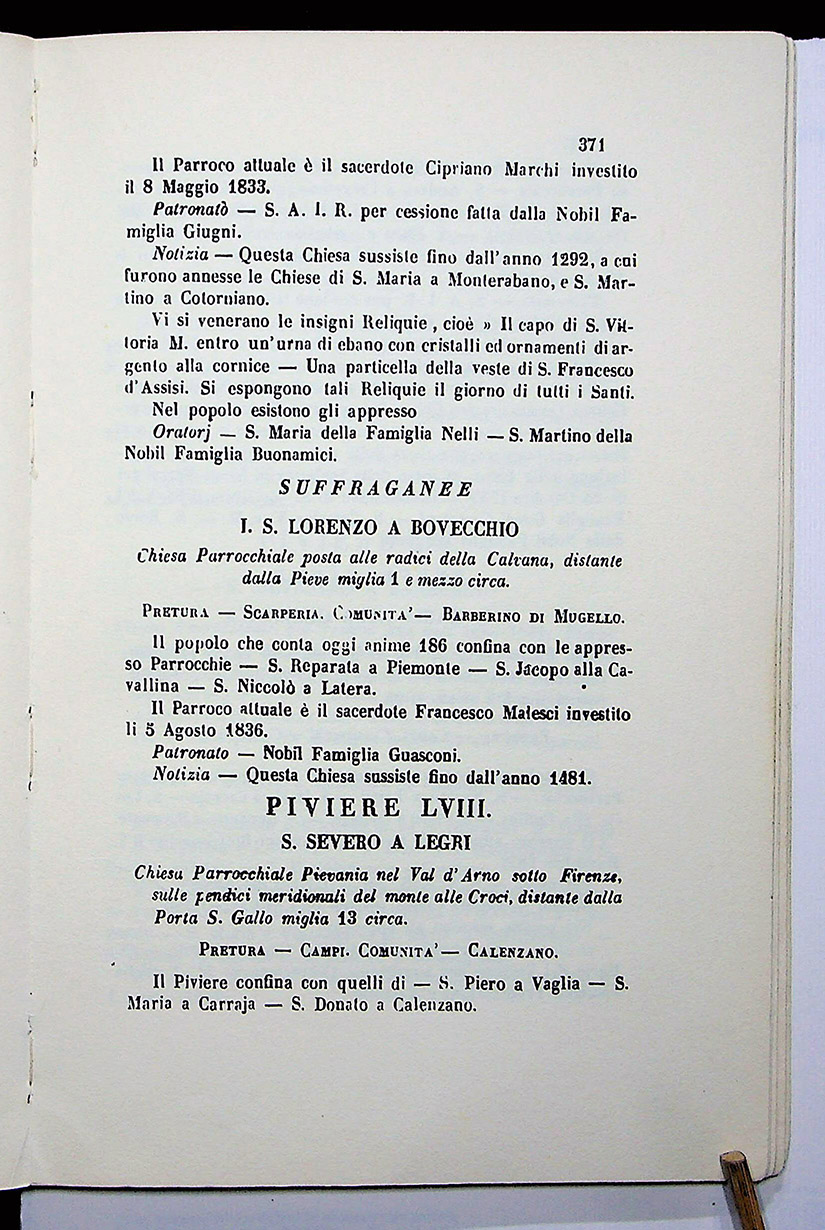 371
Il Parroco attuale è il sacerdote Cipriano Marchi investito
il 8 Maggio 1833.
Patronatò — S. A. I. R. per cessione fatta dalla Nobil Fa-
miglia Giugni.
Notizia — Questa Chiesa sussiste fino dall'anno 1292, a cui
furono annesse le Chiese di S. Maria a Monterabano, e S. Mar-
tino a Cotorniano.
Vi si venerano le insigni Reliquie, cioè » Il capo di S. Vit-
toria M. entro un'urna di ebano con cristalli ed ornamenti di ar-
gento alla cornice — Una particella della veste di S. Francesco
d'Assisi. Si espongono tali Reliquie il giorno di tutti i Santi.
Nel popolo esistono gli appresso
Oratorj — S. Maria della Famiglia Nelli — S. Martino della
Nobil Famiglia Buonamici.
SUFFRAGANEE
I. S. LORENZO A BOVECCHIO
Chiesa Parrocchiale posta alle radici della Calvana, distante
dalla Pieve miglia 1 e mezzo circa.
PRETURA — SCARPERIA. COMUNITA' — BARBERINO DI MUGELLO.
Il popolo che conta oggi anime 186 confina con le appres-
so Parrocchie — S. Reparata a Piemonte — S. Jacopo alla Ca-
vallina — S. Niccolò a Latera.
Il Parroco attuale è il sacerdote Francesco Malesci investito
li 5 Agosto 1836.
Patronato — Nobil Famiglia Guasconi.
Notizia — Questa Chiesa sussiste fino dall'anno 1481.
PIVIERE LVIII.
S. SEVERO A LEGRI
Chiesa Parrocchiale Pievania nel Val d'Arno sotto Firenze,
sulle pendici meridionali del monte alle Croci, distante dalla
Porta S. Gallo miglia 13 circa.
PRETURA — CAMPI. COMUNITA' — CALENZANO.
Il Piviere confina con quelli di — S. Piero a Vaglia — S.
Maria a Carraja — S. Donato a Calenzano.